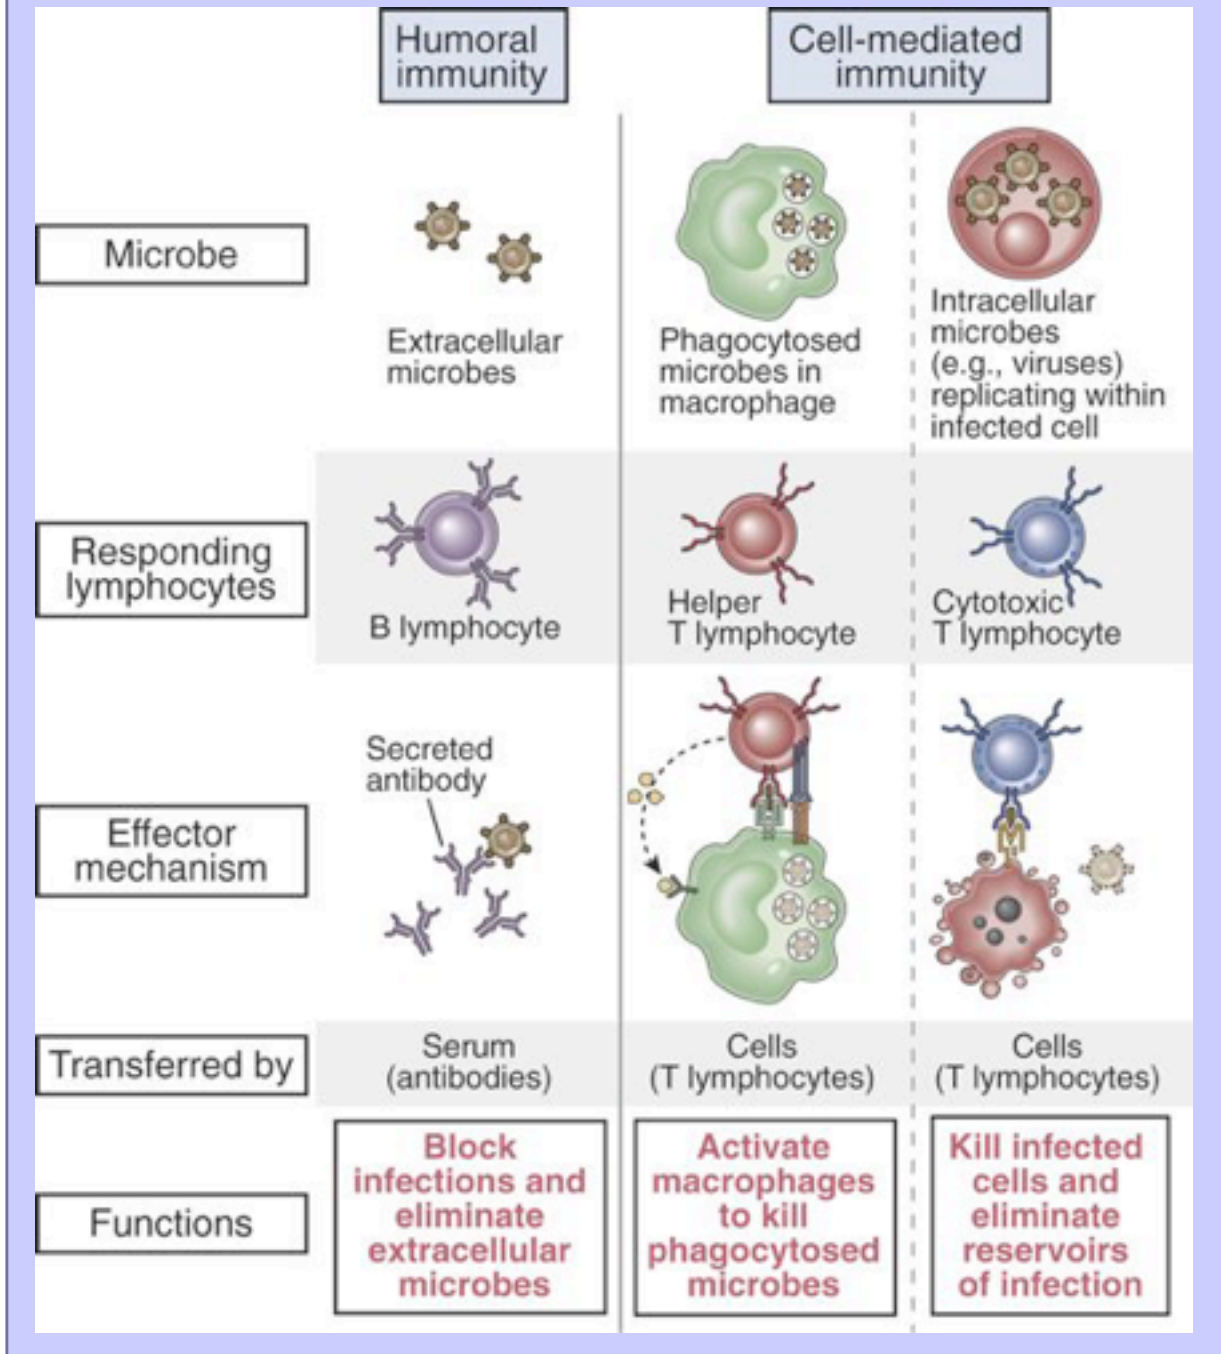 Humoral
immunity
Cell-mediated
immunity
Microbe
Extracellular
microbes
Phagocytosed
microbes in
macrophage
Intracellular
microbes
(e.g., viruses)
replicating within
infected cell
Responding
lymphocytes
B lymphocyte
Helper
T lymphocyte
Cytotoxic
T lymphocyte
Effector
mechanism
Secreted
antibody
Transferred by
Serum
(antibodies)
Cells
(T lymphocytes)
Cells
(T lymphocytes)
Functions
Block
infections and
eliminate
extracellular
microbes
Activate
macrophages
to kill
phagocytosed
microbes
Kill infected
cells and
eliminate
reservoirs
of infection